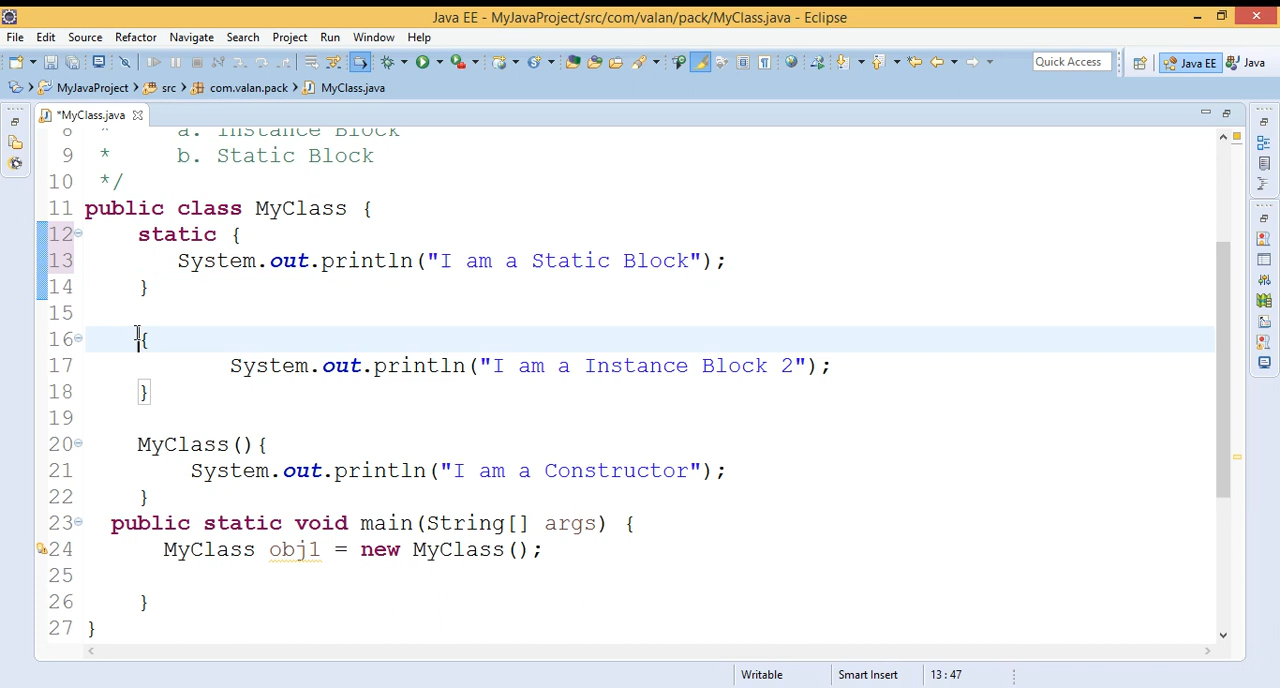 Java EE - MyJavaProject/src/com/valan/pack/MyClass.java - Eclipse
File Edit Source Refactor Navigate Search Project Run Window Help
Quick Access Java EE Java
MyJavaProject src com.valan.pack MyClass.java
*MyClass.java
8 * a. Instance Block
9 * b. Static Block
10 */
11 public class MyClass {
12 static {
13 System.out.println("I am a Static Block");
14 }
15
16 {
17 System.out.println("I am a Instance Block 2");
18 }
19
20 MyClass(){
21 System.out.println("I am a Constructor");
22 }
23 public static void main(String[] args) {
24 MyClass obj1 = new MyClass();
25
26 }
27 }
Writable Smart Insert 13 : 47